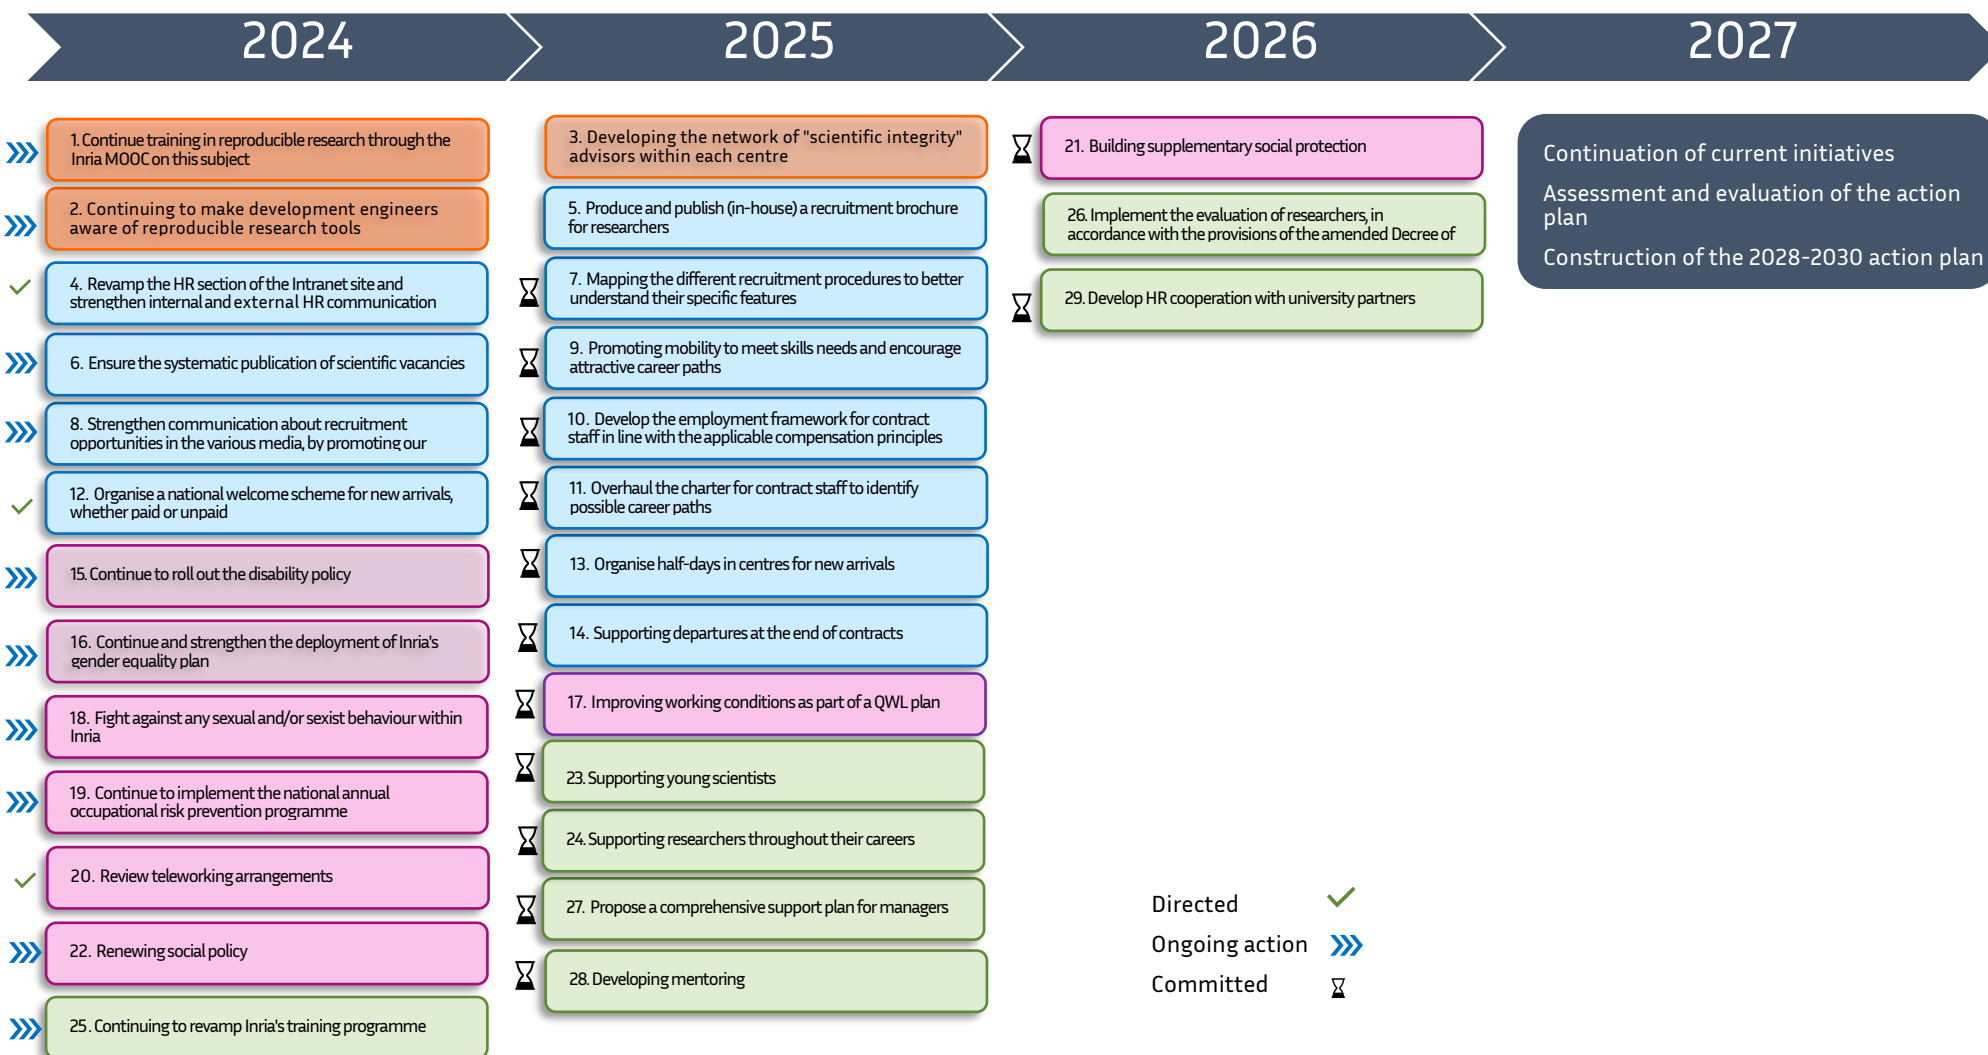 2024
2025
2026
2027
1. Continue training in reproducible research through the
Inria MOOC on this subject
2. Continuing to make development engineers
aware of reproducible research tools
4. Revamp the HR section of the Intranet site and
strengthen internal and external HR communication
6. Ensure the systematic publication of scientific vacancies
8. Strengthen communication about recruitment
opportunities in the various media, by promoting our
12. Organise a national welcome scheme for new arrivals,
whether paid or unpaid
15. Continue to roll out the disability policy
16. Continue and strengthen the deployment of Inria's
gender equality plan
18. Fight against any sexual and/or sexist behaviour within
Inria
19. Continue to implement the national annual
occupational risk prevention programme
20. Review teleworking arrangements
22. Renewing social policy
25. Continuing to revamp Inria's training programme
3. Developing the network of "scientific integrity"
advisors within each centre
5. Produce and publish (in-house) a recruitment brochure
for researchers
7. Mapping the different recruitment procedures to better
understand their specific features
9. Promoting mobility to meet skills needs and encourage
attractive career paths
10. Develop the employment framework for contract
staff in line with the applicable compensation principles
11. Overhaul the charter for contract staff to identify
possible career paths
13. Organise half-days in centres for new arrivals
14. Supporting departures at the end of contracts
17. Improving working conditions as part of a QWL plan
23. Supporting young scientists
24. Supporting researchers throughout their careers
27. Propose a comprehensive support plan for managers
28. Developing mentoring
21. Building supplementary social protection
26. Implement the evaluation of researchers, in
accordance with the provisions of the amended Decree of
29. Develop HR cooperation with university partners
Continuation of current initiatives
Assessment and evaluation of the action
plan
Construction of the 2028-2030 action plan
Directed
Ongoing action
Committed